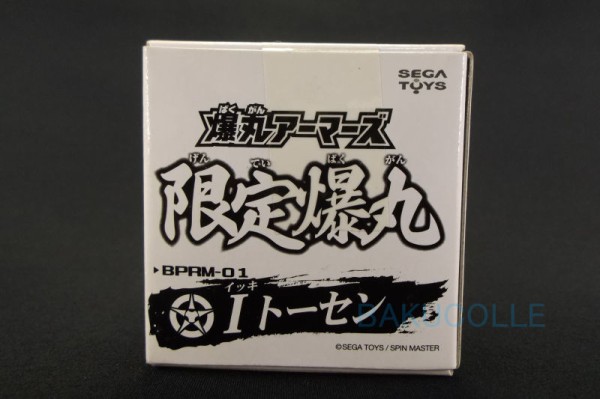 SEGA
TOYS
ばくがん
爆丸アーマーズ
げんていばくがん
限定爆丸
BPRM-01
イッキ
Iトーセン
BAKUCOLLE
©SEGA TOYS / SPIN MASTER